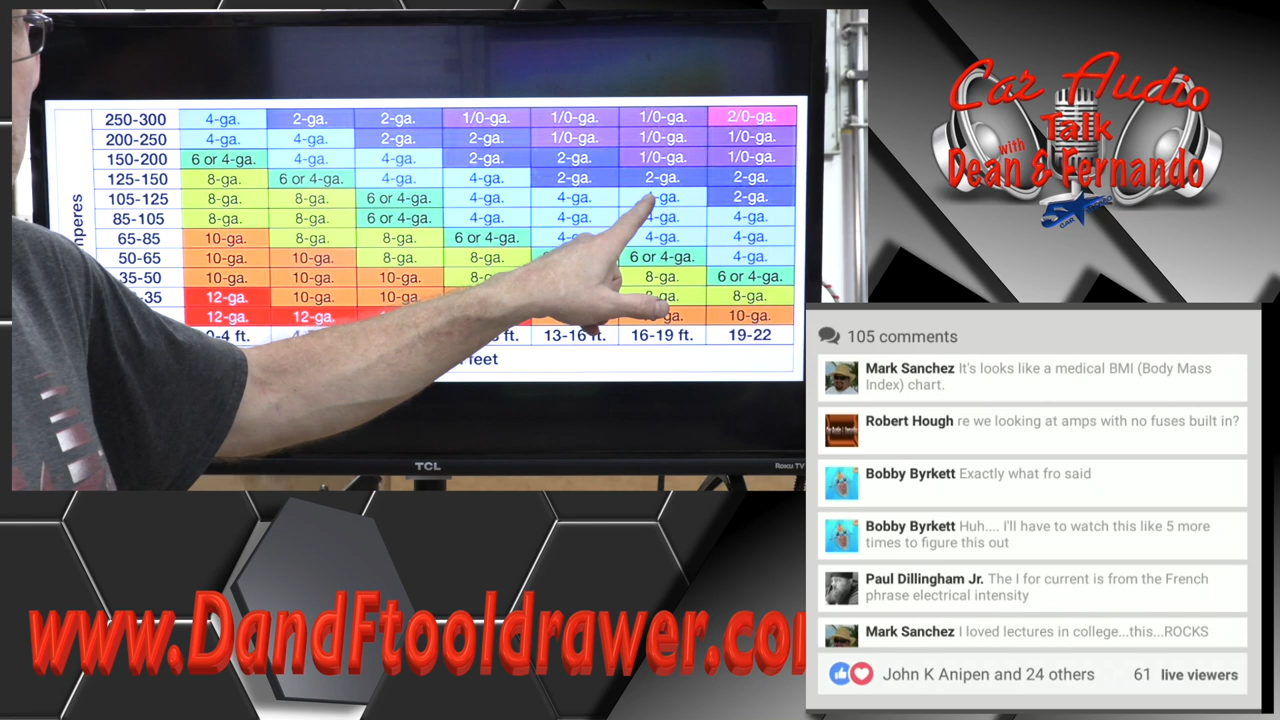 250-300 4-ga. 2-ga. 2-ga. 1/0-ga. 1/0-ga. 1/0-ga. 2/0-ga.
200-250 4-ga. 4-ga. 2-ga. 2-ga. 1/0-ga. 1/0-ga. 1/0-ga.
150-200 6 or 4-ga. 4-ga. 4-ga. 2-ga. 2-ga. 1/0-ga. 1/0-ga.
125-150 8-ga. 6 or 4-ga. 4-ga. 4-ga. 2-ga. 2-ga. 2-ga.
105-125 8-ga. 8-ga. 6 or 4-ga. 4-ga. 4-ga. -ga. 2-ga.
85-105 8-ga. 8-ga. 6 or 4-ga. 4-ga. 4-ga. 4-ga. 4-ga.
65-85 10-ga. 8-ga. 8-ga. 6 or 4-ga. 4-ga. 4-ga.
50-65 10-ga. 10-ga. 8-ga. 8-ga. 6 or 4-ga. 4-ga.
35-50 10-ga. 10-ga. 10-ga. 8-ga. 6 or 4-ga.
-35 12-ga. 10-ga. 10-ga. 8-ga.
12-ga. 12-ga. 10-ga.
-4 ft. ft. 13-16 ft. 16-19 ft. 19-22
mperes
feet
TCL
Roku TV
Car Audio
Talk
with
Dean & Fernando
105 comments
Mark Sanchez It's looks like a medical BMI (Body Mass
Index) chart.
Robert Hough re we looking at amps with no fuses built in?
Bobby Byrkett Exactly what fro said
Bobby Byrkett Huh.... I'll have to watch this like 5 more
times to figure this out
Paul Dillingham Jr. The I for current is from the French
phrase electrical intensity
Mark Sanchez I loved lectures in college...this...ROCKS
John K Anipen and 24 others 61 live viewers
www.DandFtooldrawer.co